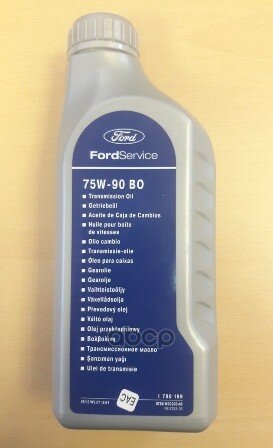 Ford
FordService
75W-90 BO
Transmission Oil
Getriebeöl
Aceite de Caja de Cambios
Huile pour boîte
de vitesses
Olio cambio
Transmissie-olie
Óleo para caixas
Gearolie
Gearolje
Vaihteistoöljy
Växellådsolja
Převodový olej
Váltó olaj
Olej przekładniowy
Трансмиссионное масло
Şanzıman yağı
Ulei de transmisie
EAC
1 790 199